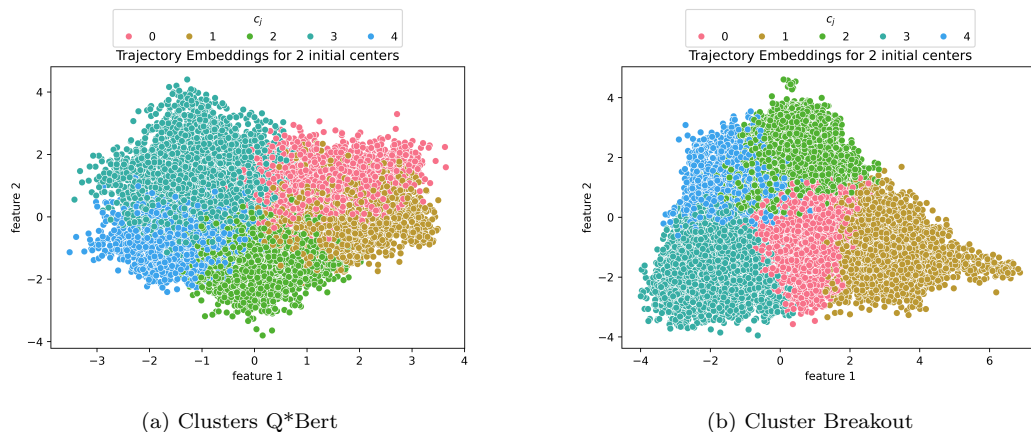 c_j
0 1 2 3 4
Trajectory Embeddings for 2 initial centers
4
2
0
−2
−4
feature 2
−3 −2 −1 0 1 2 3 4
feature 1
(a) Clusters Q*Bert
c_j
0 1 2 3 4
Trajectory Embeddings for 2 initial centers
4
2
0
−2
−4
feature 2
−4 −2 0 2 4 6
feature 1
(b) Cluster Breakout